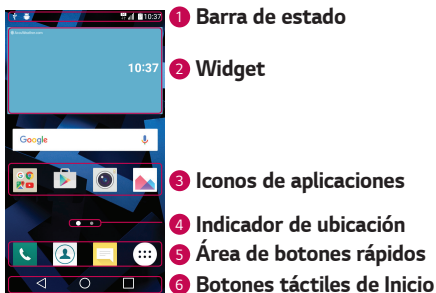 10:37
1 Barra de estado
10:37
2 Widget
Google
3 Iconos de aplicaciones
4 Indicador de ubicación
5 Área de botones rápidos
6 Botones táctiles de Inicio